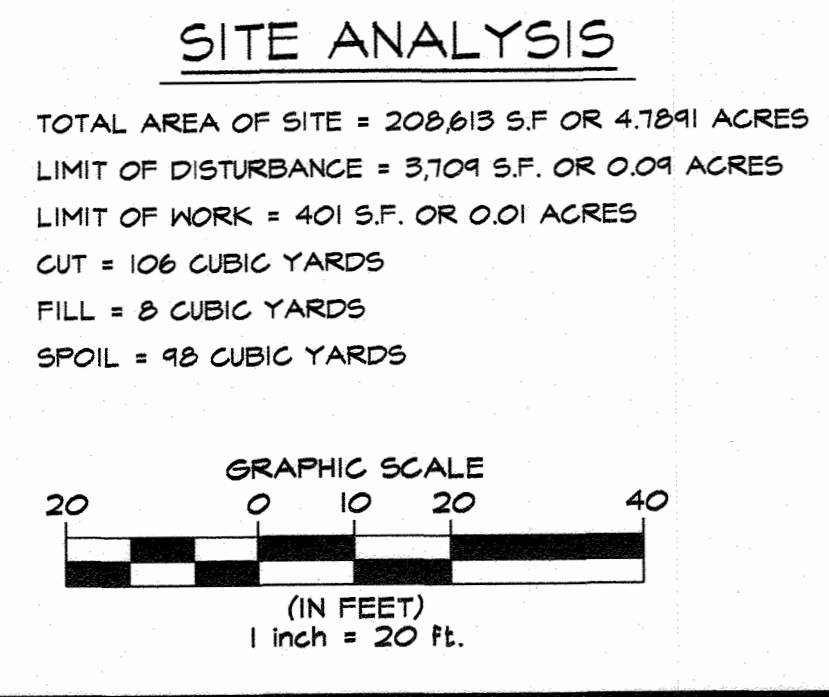 SITE ANALYSIS
TOTAL AREA OF SITE = 208,613 S.F OR 4.7891 ACRES
LIMIT OF DISTURBANCE = 3,709 S.F. OR 0.09 ACRES
LIMIT OF WORK = 401 S.F. OR 0.01 ACRES
CUT = 106 CUBIC YARDS
FILL = 8 CUBIC YARDS
SPOIL = 98 CUBIC YARDS
GRAPHIC SCALE
20 0 10 20 40
(IN FEET)
1 inch = 20 ft.